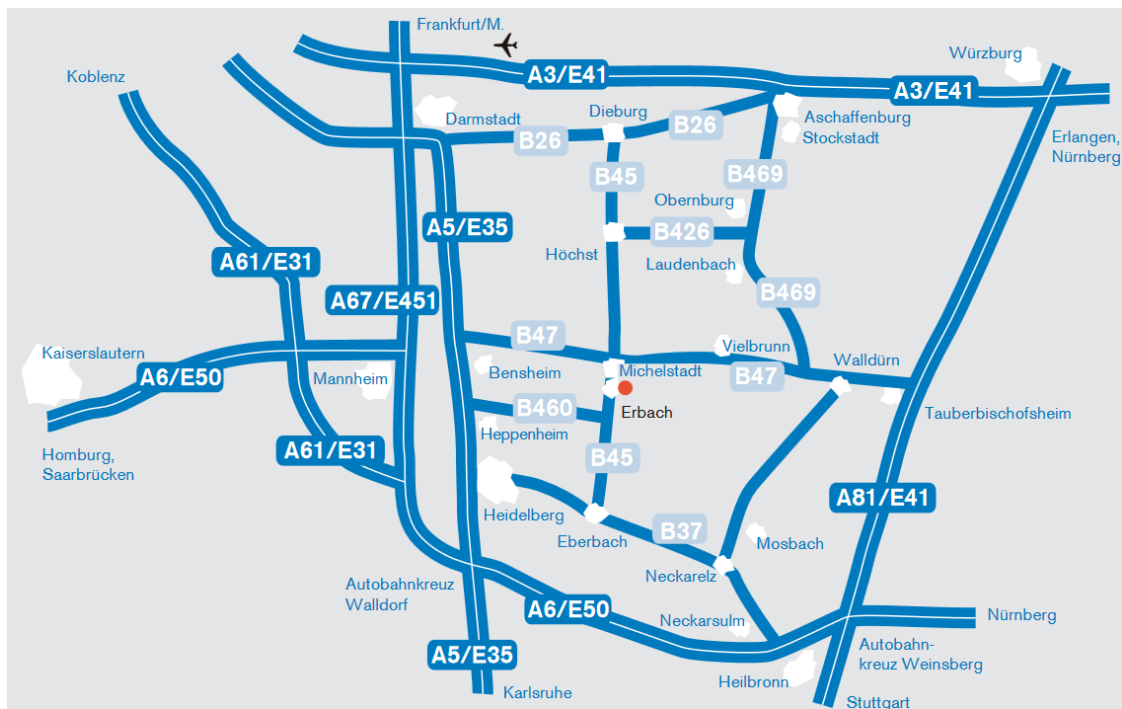 Frankfurt/M.
Würzburg
Koblenz
A3/E41
A3/E41
Darmstadt
Dieburg
B26
Aschaffenburg
Stockstadt
B26
Erlangen,
Nürnberg
B45
B469
Obernburg
A5/E35
B426
Höchst
A61/E31
Laudenbach
B469
A67/E451
B47
Vielbrunn
Kaiserslautern
Walldürn
Bensheim
Michelstadt
B47
A6/E50
Mannheim
B460
Erbach
Tauberbischofsheim
Heppenheim
A61/E31
B45
Homburg,
Saarbrücken
A81/E41
Heidelberg
B37
Eberbach
Mosbach
Neckarelz
Autobahnkreuz
Walldorf
A6/E50
Neckarsulm
Nürnberg
A5/E35
Autobahn-
kreuz Weinsberg
Heilbronn
Karlsruhe
Stuttgart